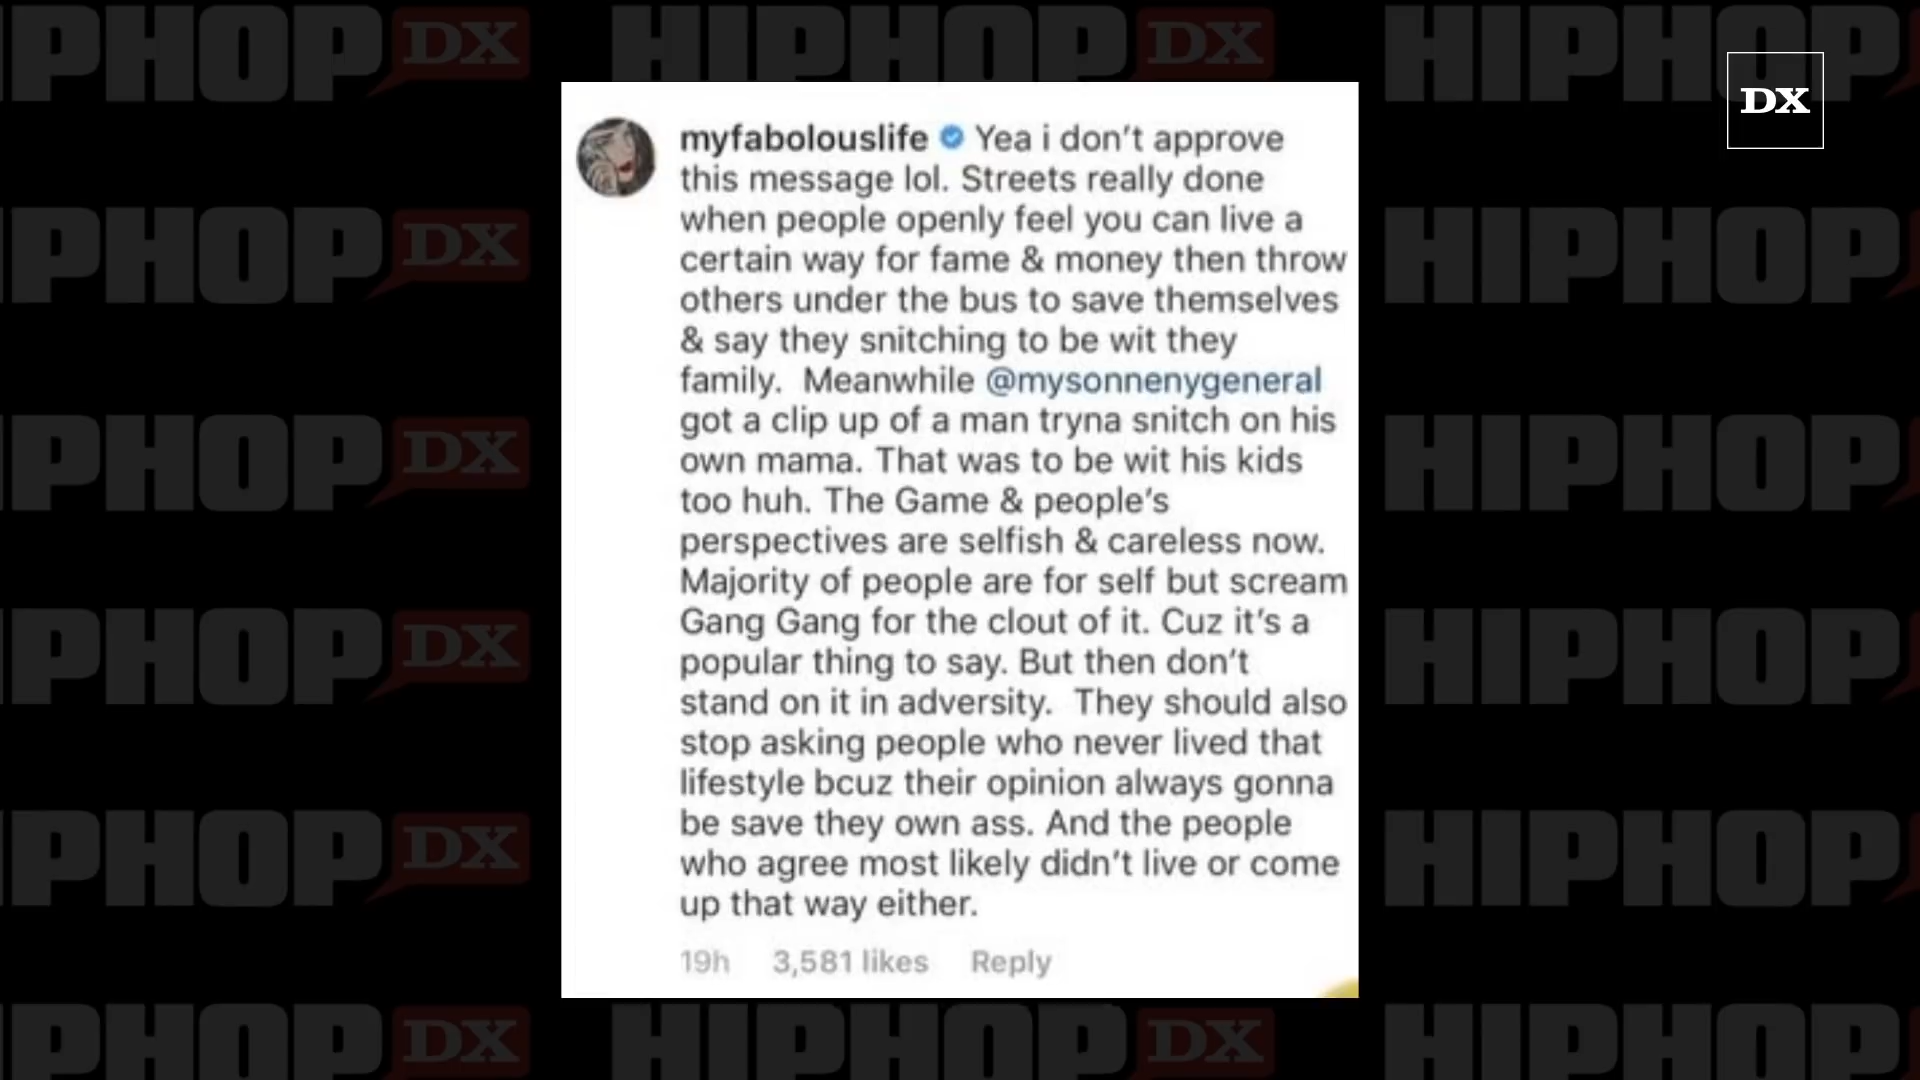 HIPHOP DX
DX
myfabolouslife Yea i don't approve
this message lol. Streets really done
when people openly feel you can live a
certain way for fame & money then throw
others under the bus to save themselves
& say they snitching to be wit they
family.  Meanwhile @mysonnenygeneral
got a clip up of a man tryna snitch on his
own mama. That was to be wit his kids
too huh. The Game & people's
perspectives are selfish & careless now.
Majority of people are for self but scream
Gang Gang for the clout of it. Cuz it's a
popular thing to say. But then don't
stand on it in adversity.  They should also
stop asking people who never lived that
lifestyle bcuz their opinion always gonna
be save they own ass. And the people
who agree most likely didn't live or come
up that way either.
19h 3,581 likes Reply